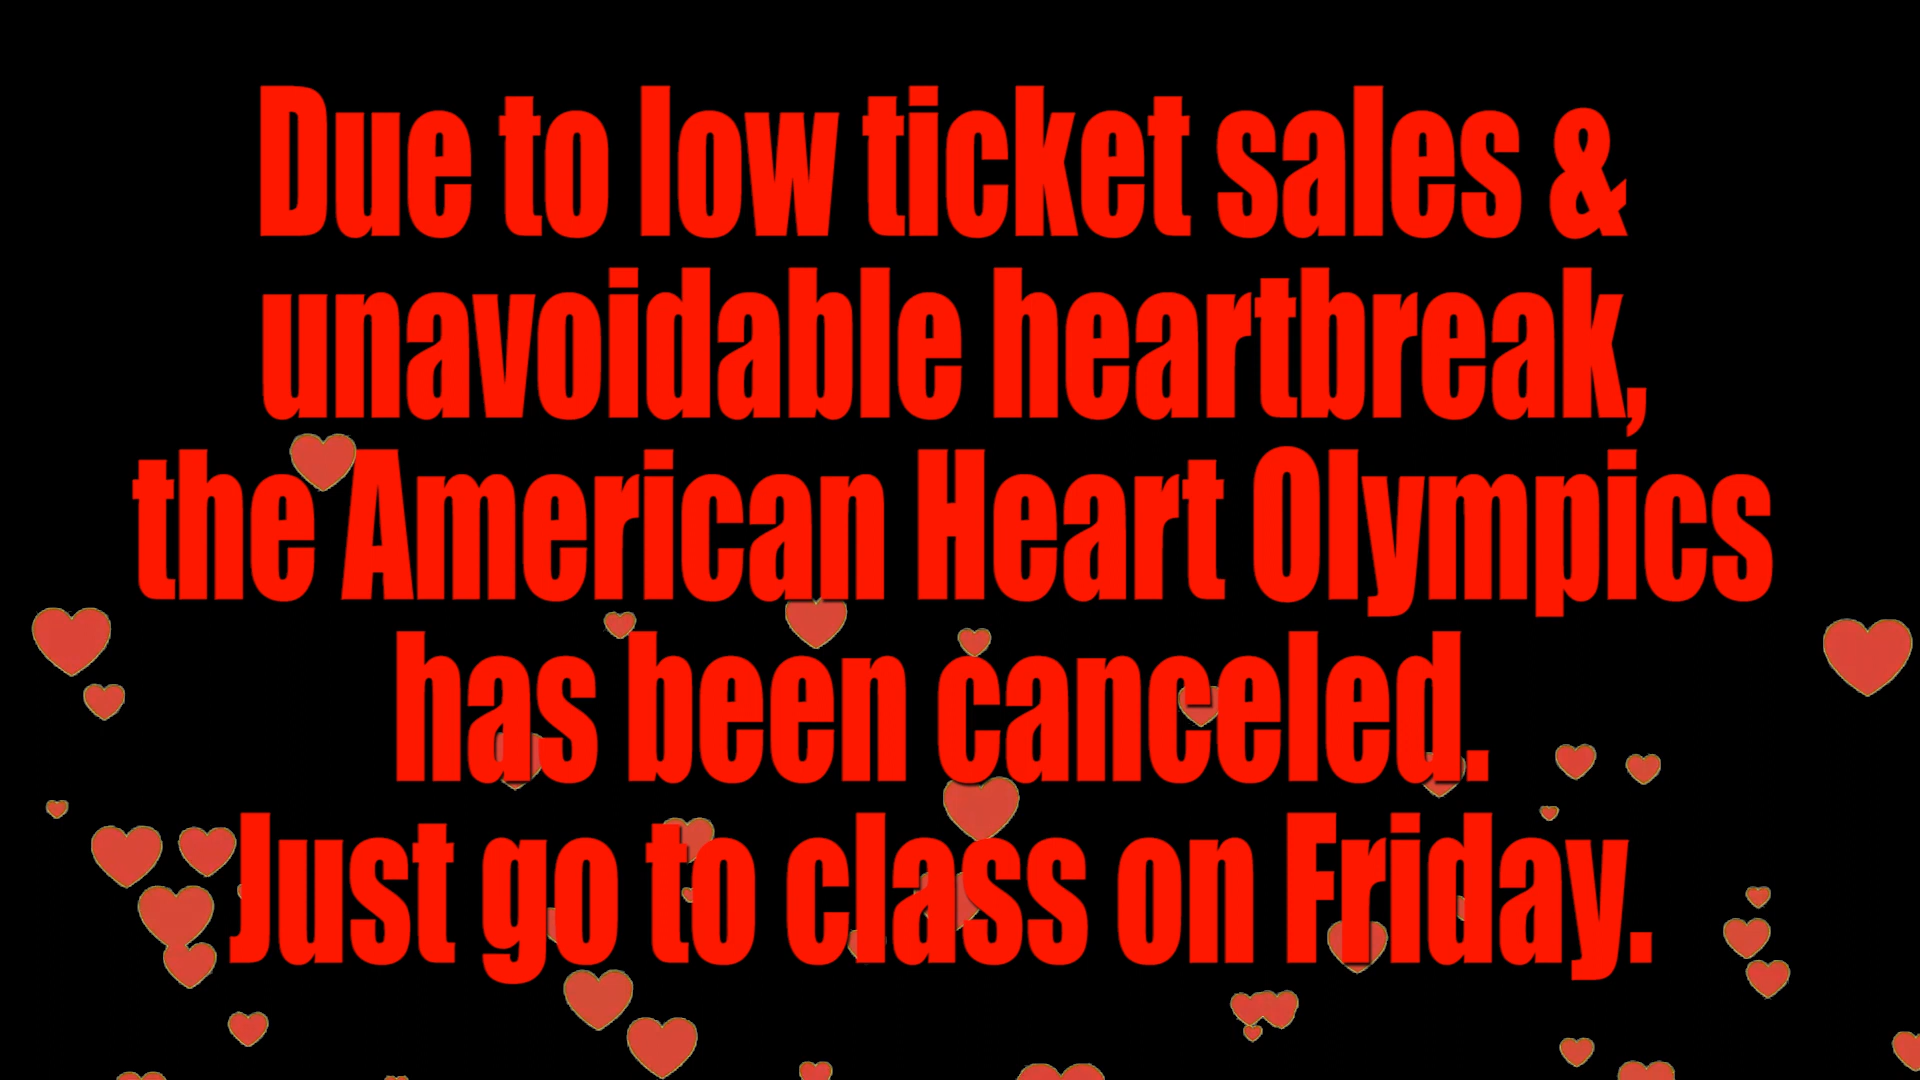 Due to low ticket sales &
unavoidable heartbreak,
the American Heart Olympics
has been canceled.
Just go to class on Friday.